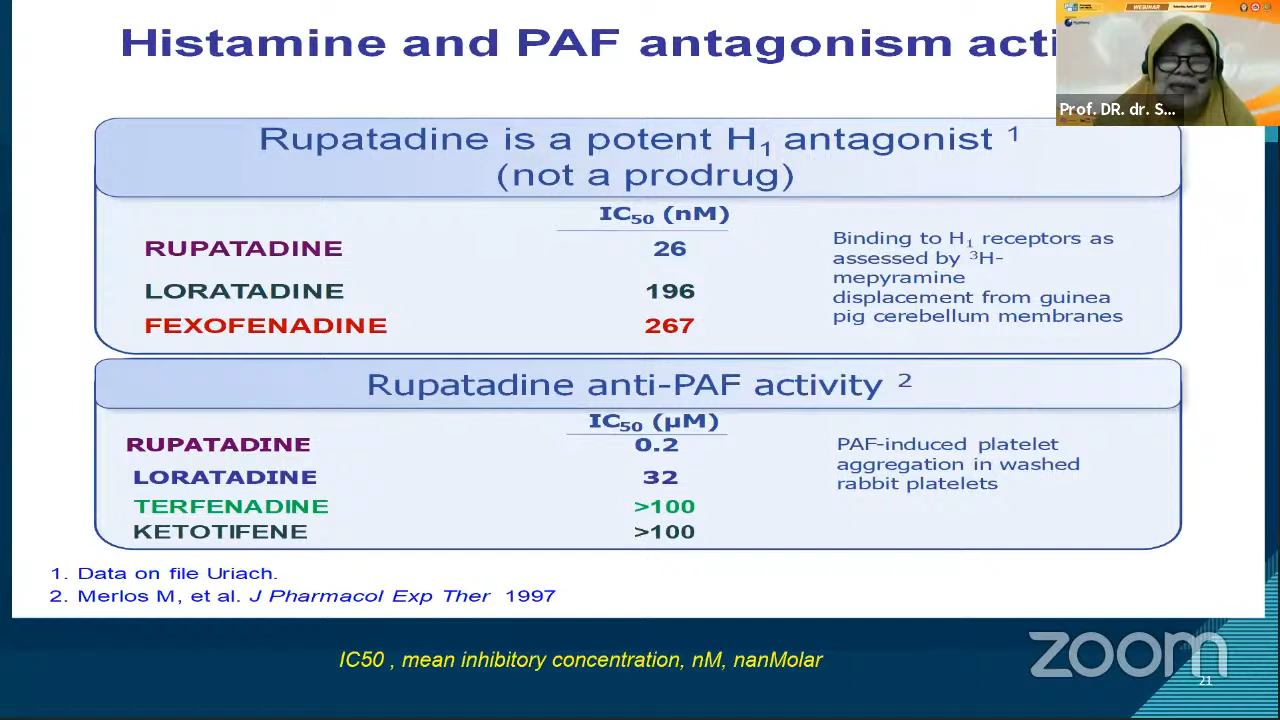 WEBINAR
Histamine and PAF antagonism acti
Prof. DR. dr. S...
Rupatadine is a potent H₁ antagonist ¹
(not a prodrug)
IC₅₀ (nM)
RUPATADINE 26
LORATADINE 196
FEXOFENADINE 267
Binding to H₁ receptors as
assessed by ³H-
mepyramine
displacement from guinea
pig cerebellum membranes
Rupatadine anti-PAF activity ²
IC₅₀ (µM)
RUPATADINE 0.2
LORATADINE 32
TERFENADINE >100
KETOTIFENE >100
PAF-induced platelet
aggregation in washed
rabbit platelets
1. Data on file Uriach.
2. Merlos M, et al. J Pharmacol Exp Ther 1997
IC50 , mean inhibitory concentration, nM, nanMolar
zoom
21